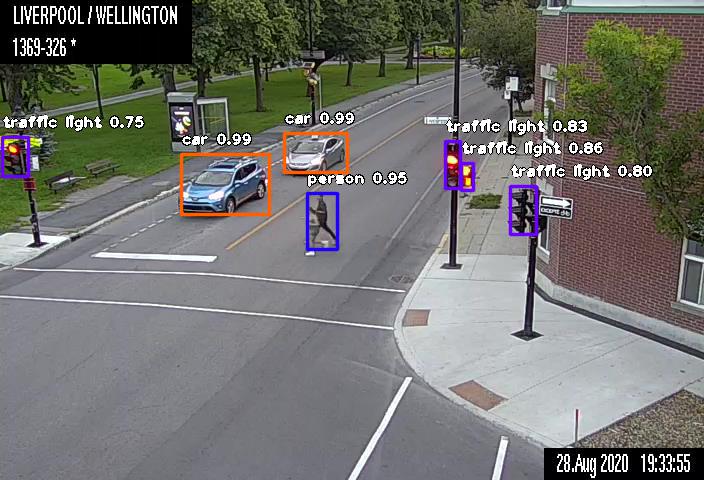 LIVERPOOL / WELLINGTON
1369-326 *
traffic light 0.75
car 0.99
car 0.99
person 0.95
traffic light 0.83
traffic light 0.86
traffic light 0.80
EXCEPTÉ
28.Aug 2020 19:33:55